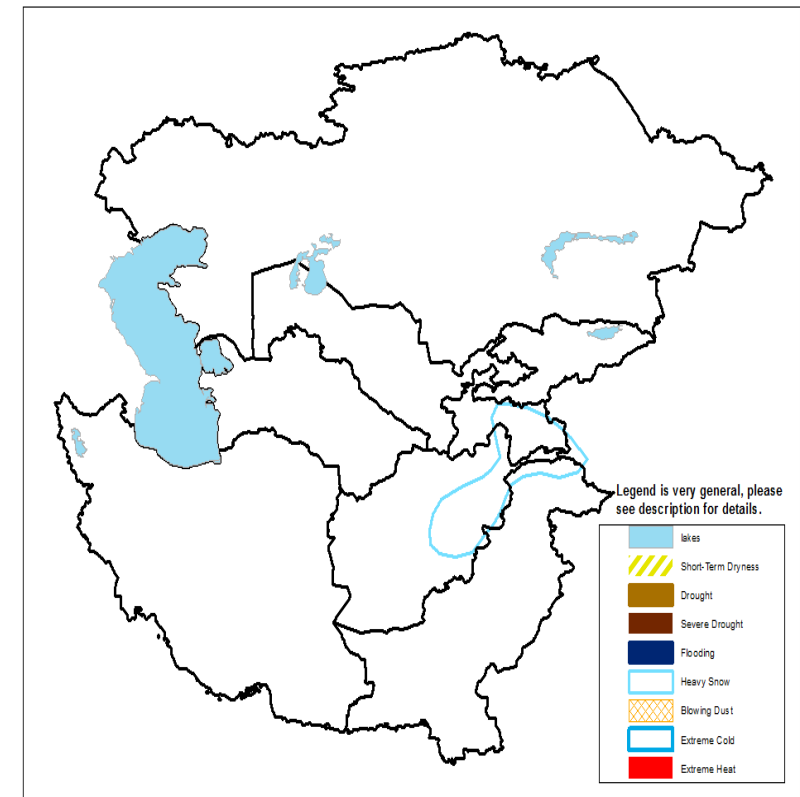 Legend is very general, please
see description for details.
lakes
Short-Term Dryness
Drought
Severe Drought
Flooding
Heavy Snow
Blowing Dust
Extreme Cold
Extreme Heat